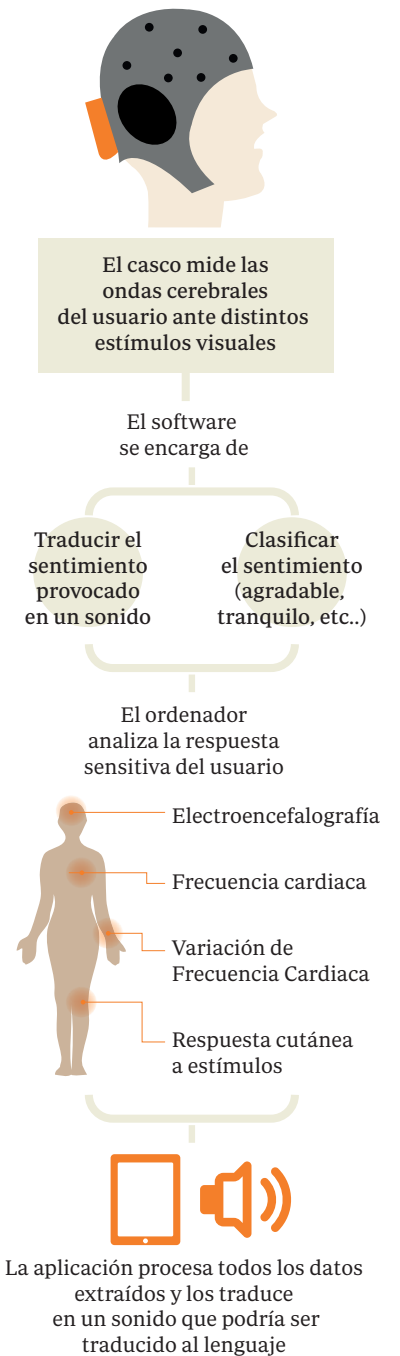 El casco mide las
ondas cerebrales
del usuario ante distintos
estímulos visuales
El software
se encarga de
Traducir el
sentimiento
provocado
en un sonido
Clasificar
el sentimiento
(agradable,
tranquilo, etc..)
El ordenador
analiza la respuesta
sensitiva del usuario
Electroencefalografía
Frecuencia cardiaca
Variación de
Frecuencia Cardiaca
Respuesta cutánea
a estímulos
La aplicación procesa todos los datos
extraídos y los traduce
en un sonido que podría ser
traducido al lenguaje